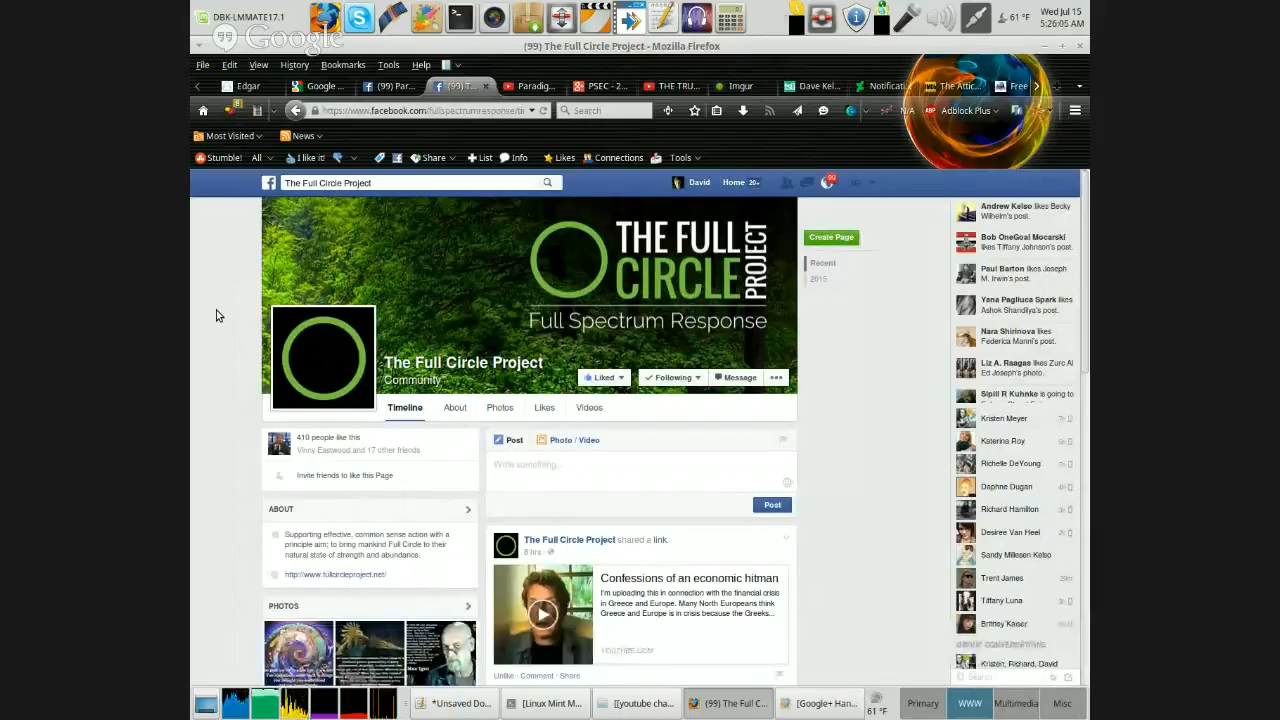 DBK-LMMATE17.1
61 °F
Wed Jul 15
5:26:05 AM
Google
(99) The Full Circle Project - Mozilla Firefox
File Edit View History Bookmarks Tools Help
Edgar
Google ...
(99) Par...
(99) T...
Paradig...
PSEC - 2...
THE TRU...
Imgur
Dave Kel...
Notificati...
The Attic...
Free
https://www.facebook.com/fullspectrumresponse/ti
Search
N/A
ABP Adblock Plus
Most Visited
News
Stumble! All I like it! Share List Info Likes Connections Tools
The Full Circle Project
David Home 20+
99
THE FULL
CIRCLE
PROJECT
Full Spectrum Response
The Full Circle Project
Community
Liked Following Message
Timeline About Photos Likes Videos
Create Page
Recent
2015
410 people like this
Vinny Eastwood and 17 other friends
Invite friends to like this Page
ABOUT
Supporting effective, common sense action with a
principle aim; to bring mankind Full Circle to their
natural state of strength and abundance.
http://www.fullcircleproject.net/
PHOTOS
Post Photo / Video
Write something...
Post
The Full Circle Project shared a link.
8 hrs
Confessions of an economic hitman
I'm uploading this in connection with the financial crisis
in Greece and Europe. Many North Europeans think
Greece and Europe is in crisis because the Greeks...
YOUTUBE.COM
Unlike · Comment · Share
Andrew Kelso likes Becky
Wilhelm's post.
Bob OneGoal Mocarski
likes Tiffany Johnson's
post.
Paul Barton likes Joseph
M. Irwin's post.
Yana Pagliuca Spark likes
Ashok Shandilya's post.
Nara Shirinova likes
Federica Manni's post.
Liz A. Raagas likes Zuro Al
Ed Joseph's photo.
Sipill R Kuhnke is going to
Kristen Meyer
Katerina Roy
Richelle DeYoung
Daphne Dugan
Richard Hamilton
Desiree Van Heel
Sandy Millesen Kelso
Trent James
Tiffany Luna
Britney Kaiser
Kristen, Richard, David
Search
*Unsaved Do...
[Linux Mint M...
[[youtube cha...
(99) The Full C...
[Google+ Han...
61 °F
Primary WWW Multimedia Misc